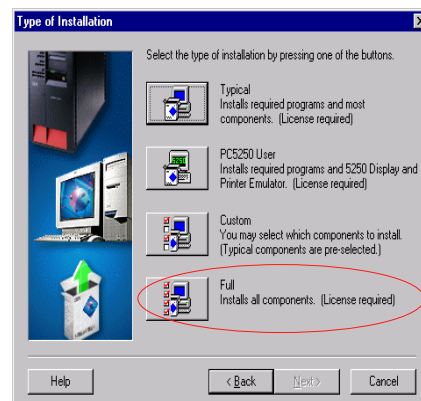 Type of Installation
Select the type of installation by pressing one of the buttons.
Typical
Installs required programs and most
components. (License required)
PC5250 User
Installs required programs and 5250 Display and
Printer Emulator. (License required)
Custom
You may select which components to install.
(Typical components are pre-selected.)
Full
Installs all components. (License required)
Help
< Back
Next >
Cancel